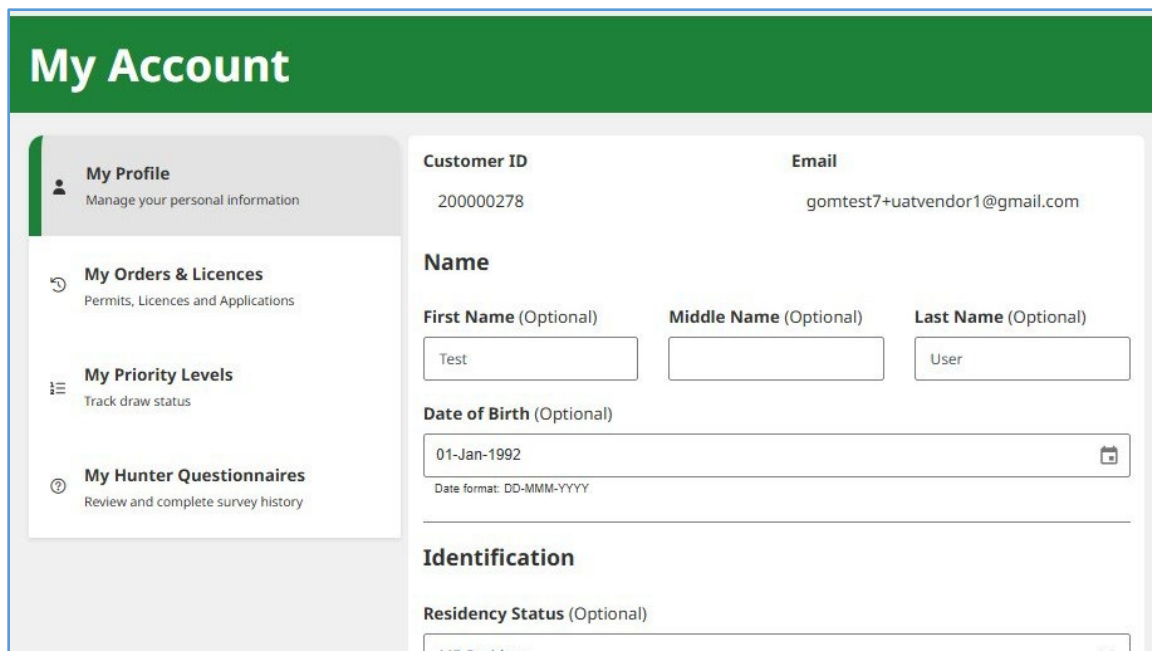 My Account
My Profile
Manage your personal information
My Orders & Licences
Permits, Licences and Applications
My Priority Levels
Track draw status
My Hunter Questionnaires
Review and complete survey history
Customer ID
Email
200000278
gomtest7+uatvendor1@gmail.com
Name
First Name (Optional)
Middle Name (Optional)
Last Name (Optional)
Test
User
Date of Birth (Optional)
01-Jan-1992
Date format: DD-MMM-YYYY
Identification
Residency Status (Optional)